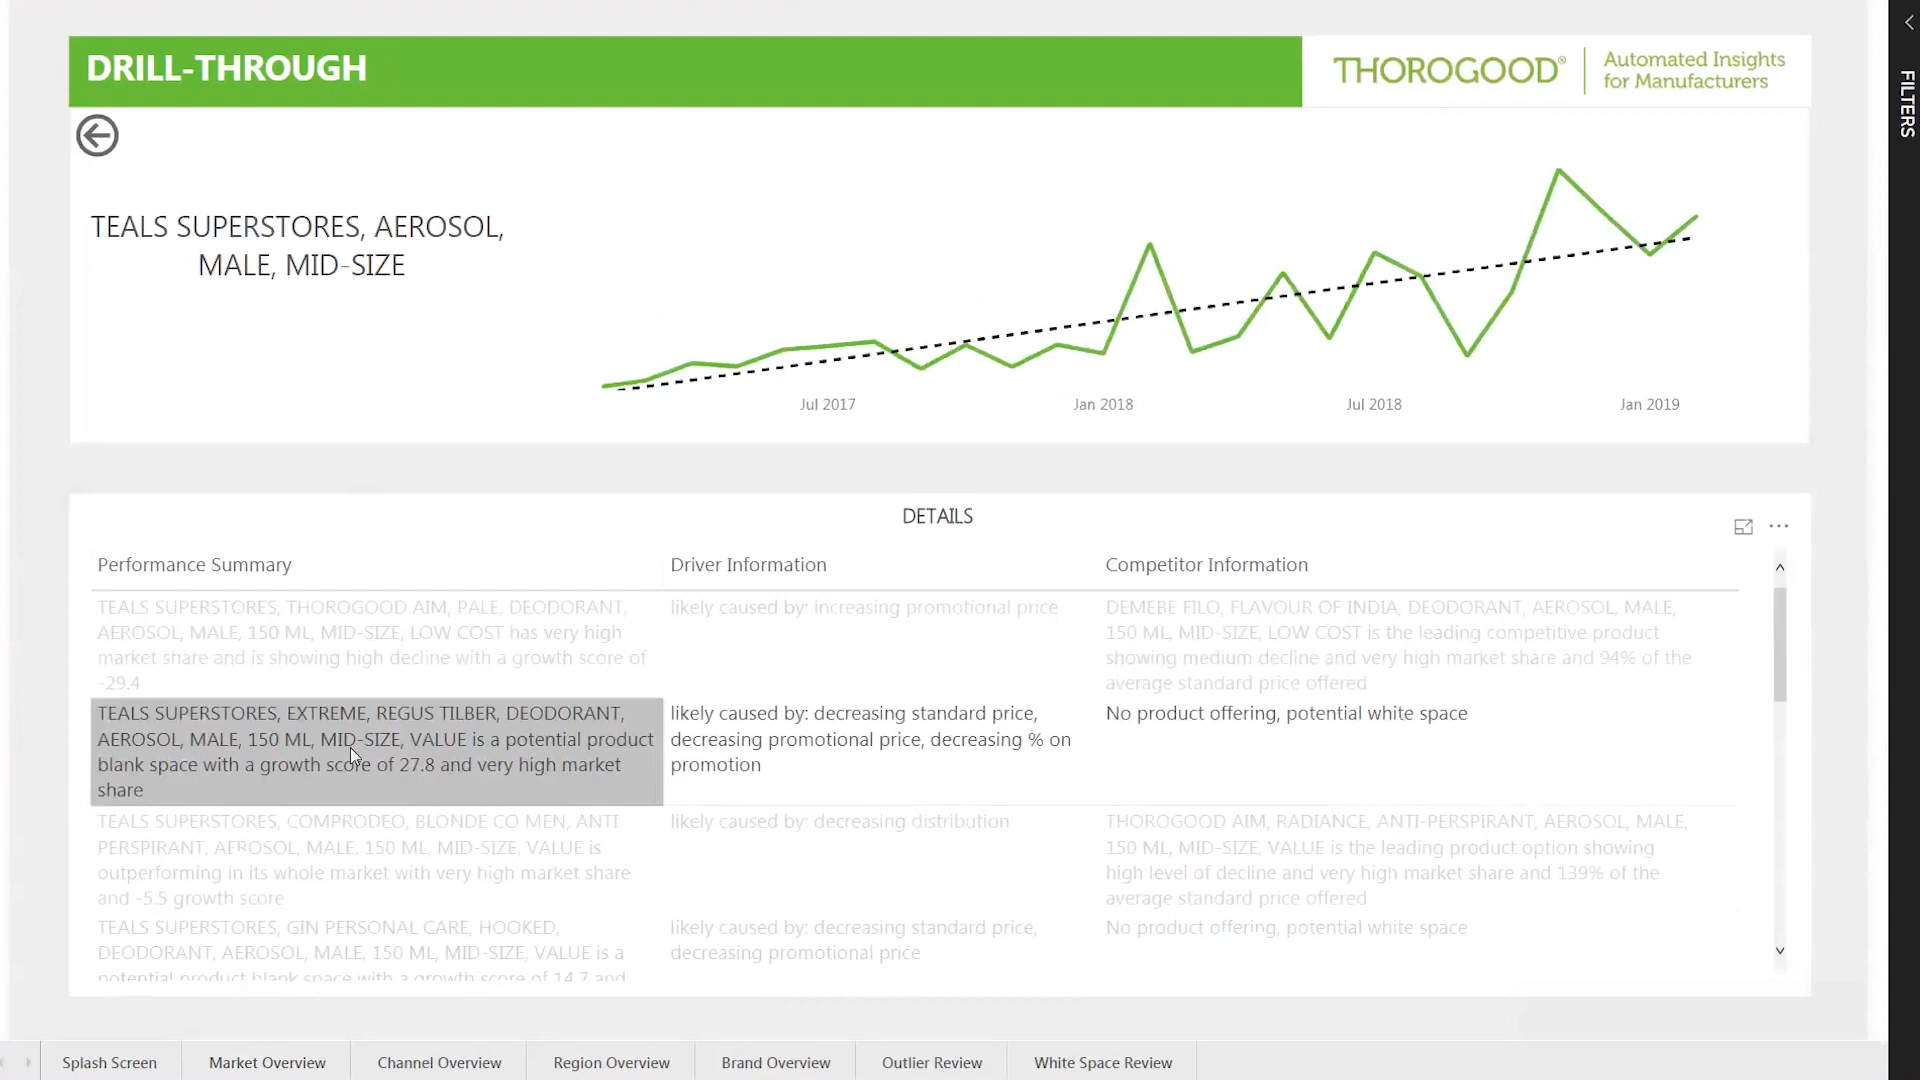 DRILL-THROUGH
THOROGOOD®
Automated Insights
for Manufacturers
FILTERS
TEALS SUPERSTORES, AEROSOL,
MALE, MID-SIZE
Jul 2017
Jan 2018
Jul 2018
Jan 2019
DETAILS
Performance Summary
Driver Information
Competitor Information
TEALS SUPERSTORES, THOROGOOD AIM, PALE, DEODORANT,
AEROSOL, MALE, 150 ML, MID-SIZE, LOW COST has very high
market share and is showing high decline with a growth score of
-29.4
likely caused by: increasing promotional price
DEMEBE FILO, FLAVOUR OF INDIA, DEODORANT, AEROSOL, MALE,
150 ML, MID-SIZE, LOW COST is the leading competitive product
showing medium decline and very high market share and 94% of the
average standard price offered
TEALS SUPERSTORES, EXTREME, REGUS TILBER, DEODORANT,
AEROSOL, MALE, 150 ML, MID-SIZE, VALUE is a potential product
blank space with a growth score of 27.8 and very high market
share
likely caused by: decreasing standard price,
decreasing promotional price, decreasing % on
promotion
No product offering, potential white space
TEALS SUPERSTORES, COMPRODEO, BLONDE CO MEN, ANTI
PERSPIRANT, AEROSOL, MALE, 150 ML, MID-SIZE, VALUE is
outperforming in its whole market with very high market share
and -5.5 growth score
likely caused by: decreasing distribution
THOROGOOD AIM, RADIANCE, ANTI-PERSPIRANT, AEROSOL, MALE,
150 ML, MID-SIZE, VALUE is the leading product option showing
high level of decline and very high market share and 139% of the
average standard price offered
TEALS SUPERSTORES, GIN PERSONAL CARE, HOOKED,
DEODORANT, AEROSOL, MALE, 150 ML, MID-SIZE, VALUE is a
potential product blank space with a growth score of 14.7 and
likely caused by: decreasing standard price,
decreasing promotional price
No product offering, potential white space
Splash Screen
Market Overview
Channel Overview
Region Overview
Brand Overview
Outlier Review
White Space Review